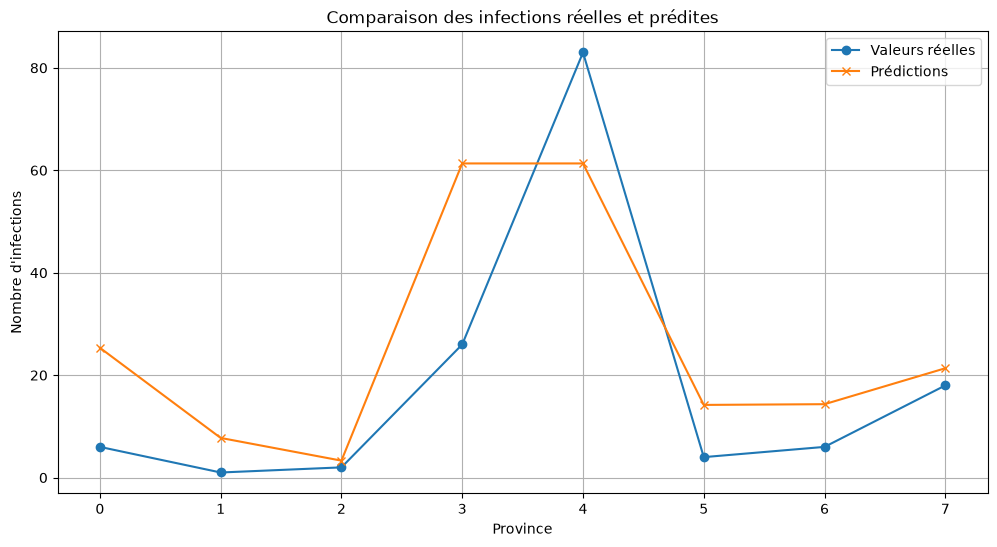 Comparaison des infections réelles et prédites
Valeurs réelles
Prédictions
Nombre d'infections
80
60
40
20
0
0 1 2 3 4 5 6 7
Province